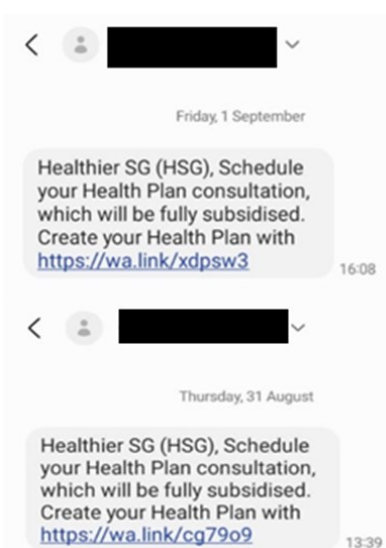 Friday, 1 September
Healthier SG (HSG), Schedule
your Health Plan consultation,
which will be fully subsidised.
Create your Health Plan with
https://wa.link/xdpsw3
16:08
Thursday, 31 August
Healthier SG (HSG), Schedule
your Health Plan consultation,
which will be fully subsidised.
Create your Health Plan with
https://wa.link/cg79o9
13:39